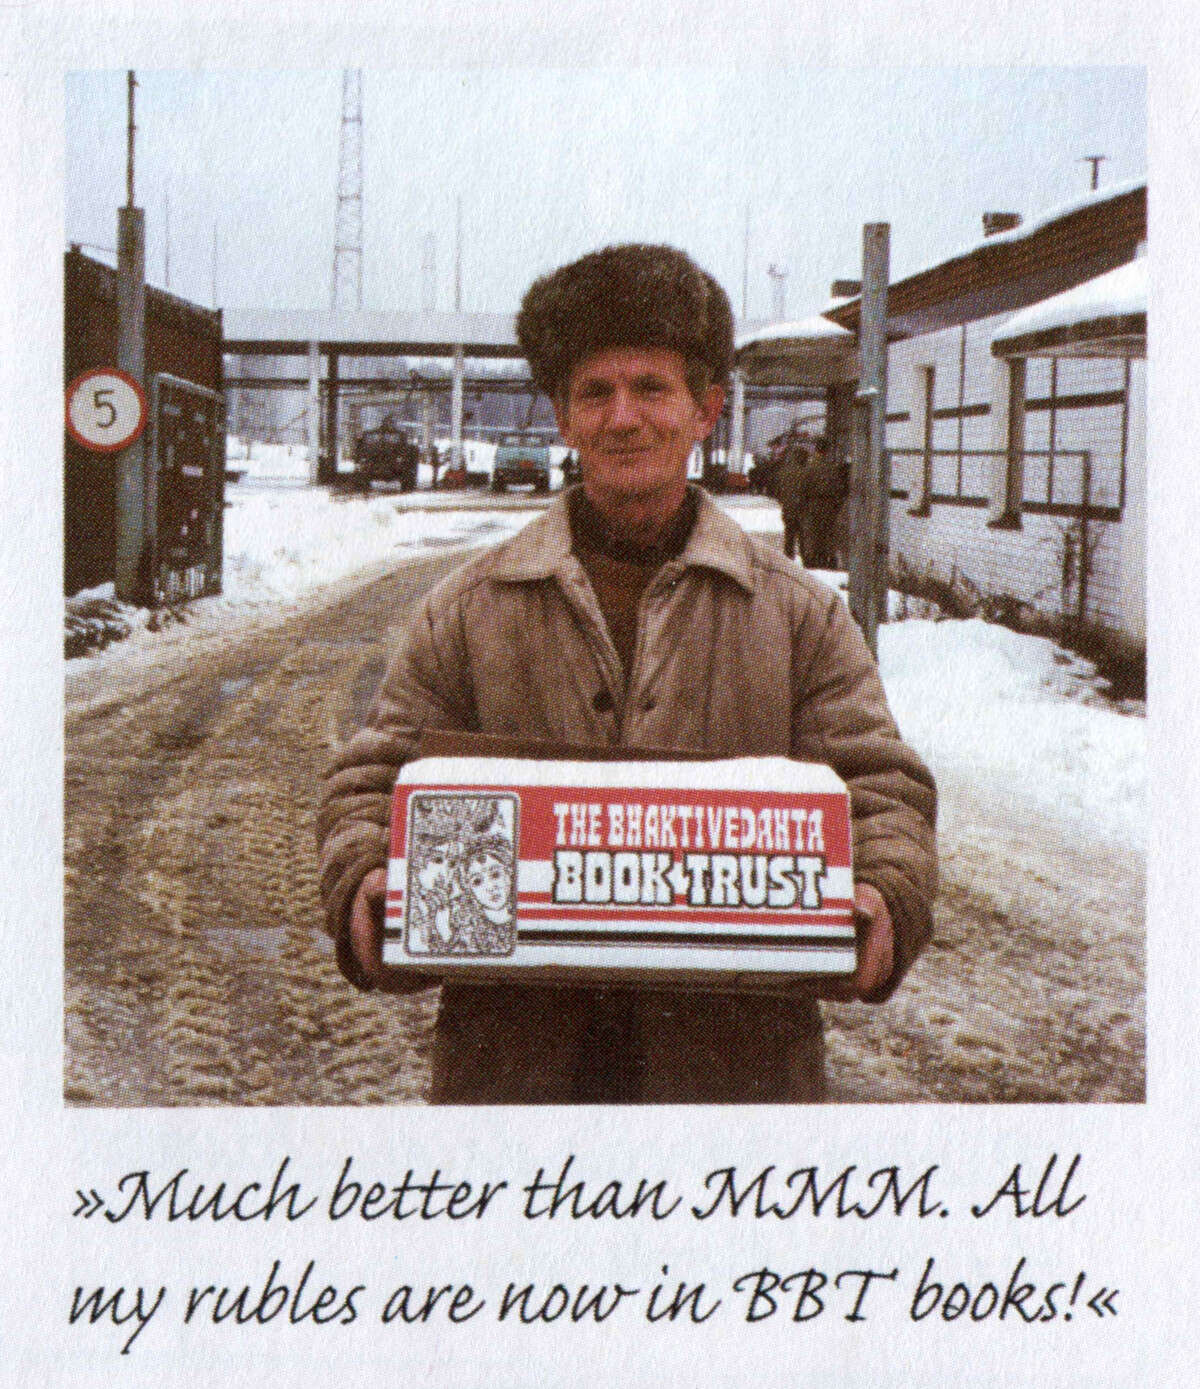 5
THE BHAKTIVEDANTA
BOOK TRUST
»Much better than MMM. All
my rubles are now in BBT books!«